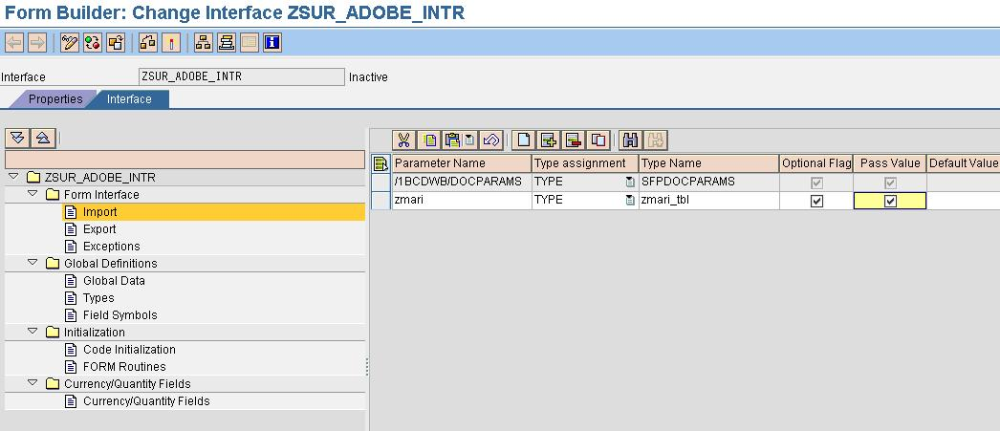 Form Builder: Change Interface ZSUR_ADOBE_INTR
Interface ZSUR_ADOBE_INTR Inactive
Properties Interface
Parameter Name Type assignment Type Name Optional Flag Pass Value Default Value
/1BCDWB/DOCPARAMS TYPE SFPDOCPARAMS
zmari TYPE zmari_tbl
ZSUR_ADOBE_INTR
Form Interface
Import
Export
Exceptions
Global Definitions
Global Data
Types
Field Symbols
Initialization
Code Initialization
FORM Routines
Currency/Quantity Fields
Currency/Quantity Fields